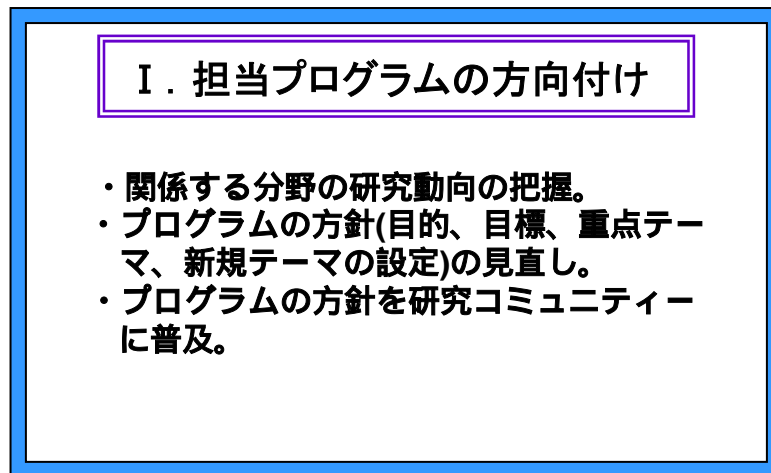 Ⅰ．担当プログラムの方向付け
・関係する分野の研究動向の把握。
・プログラムの方針(目的、目標、重点テー
マ、新規テーマの設定)の見直し。
・プログラムの方針を研究コミュニティー
に普及。